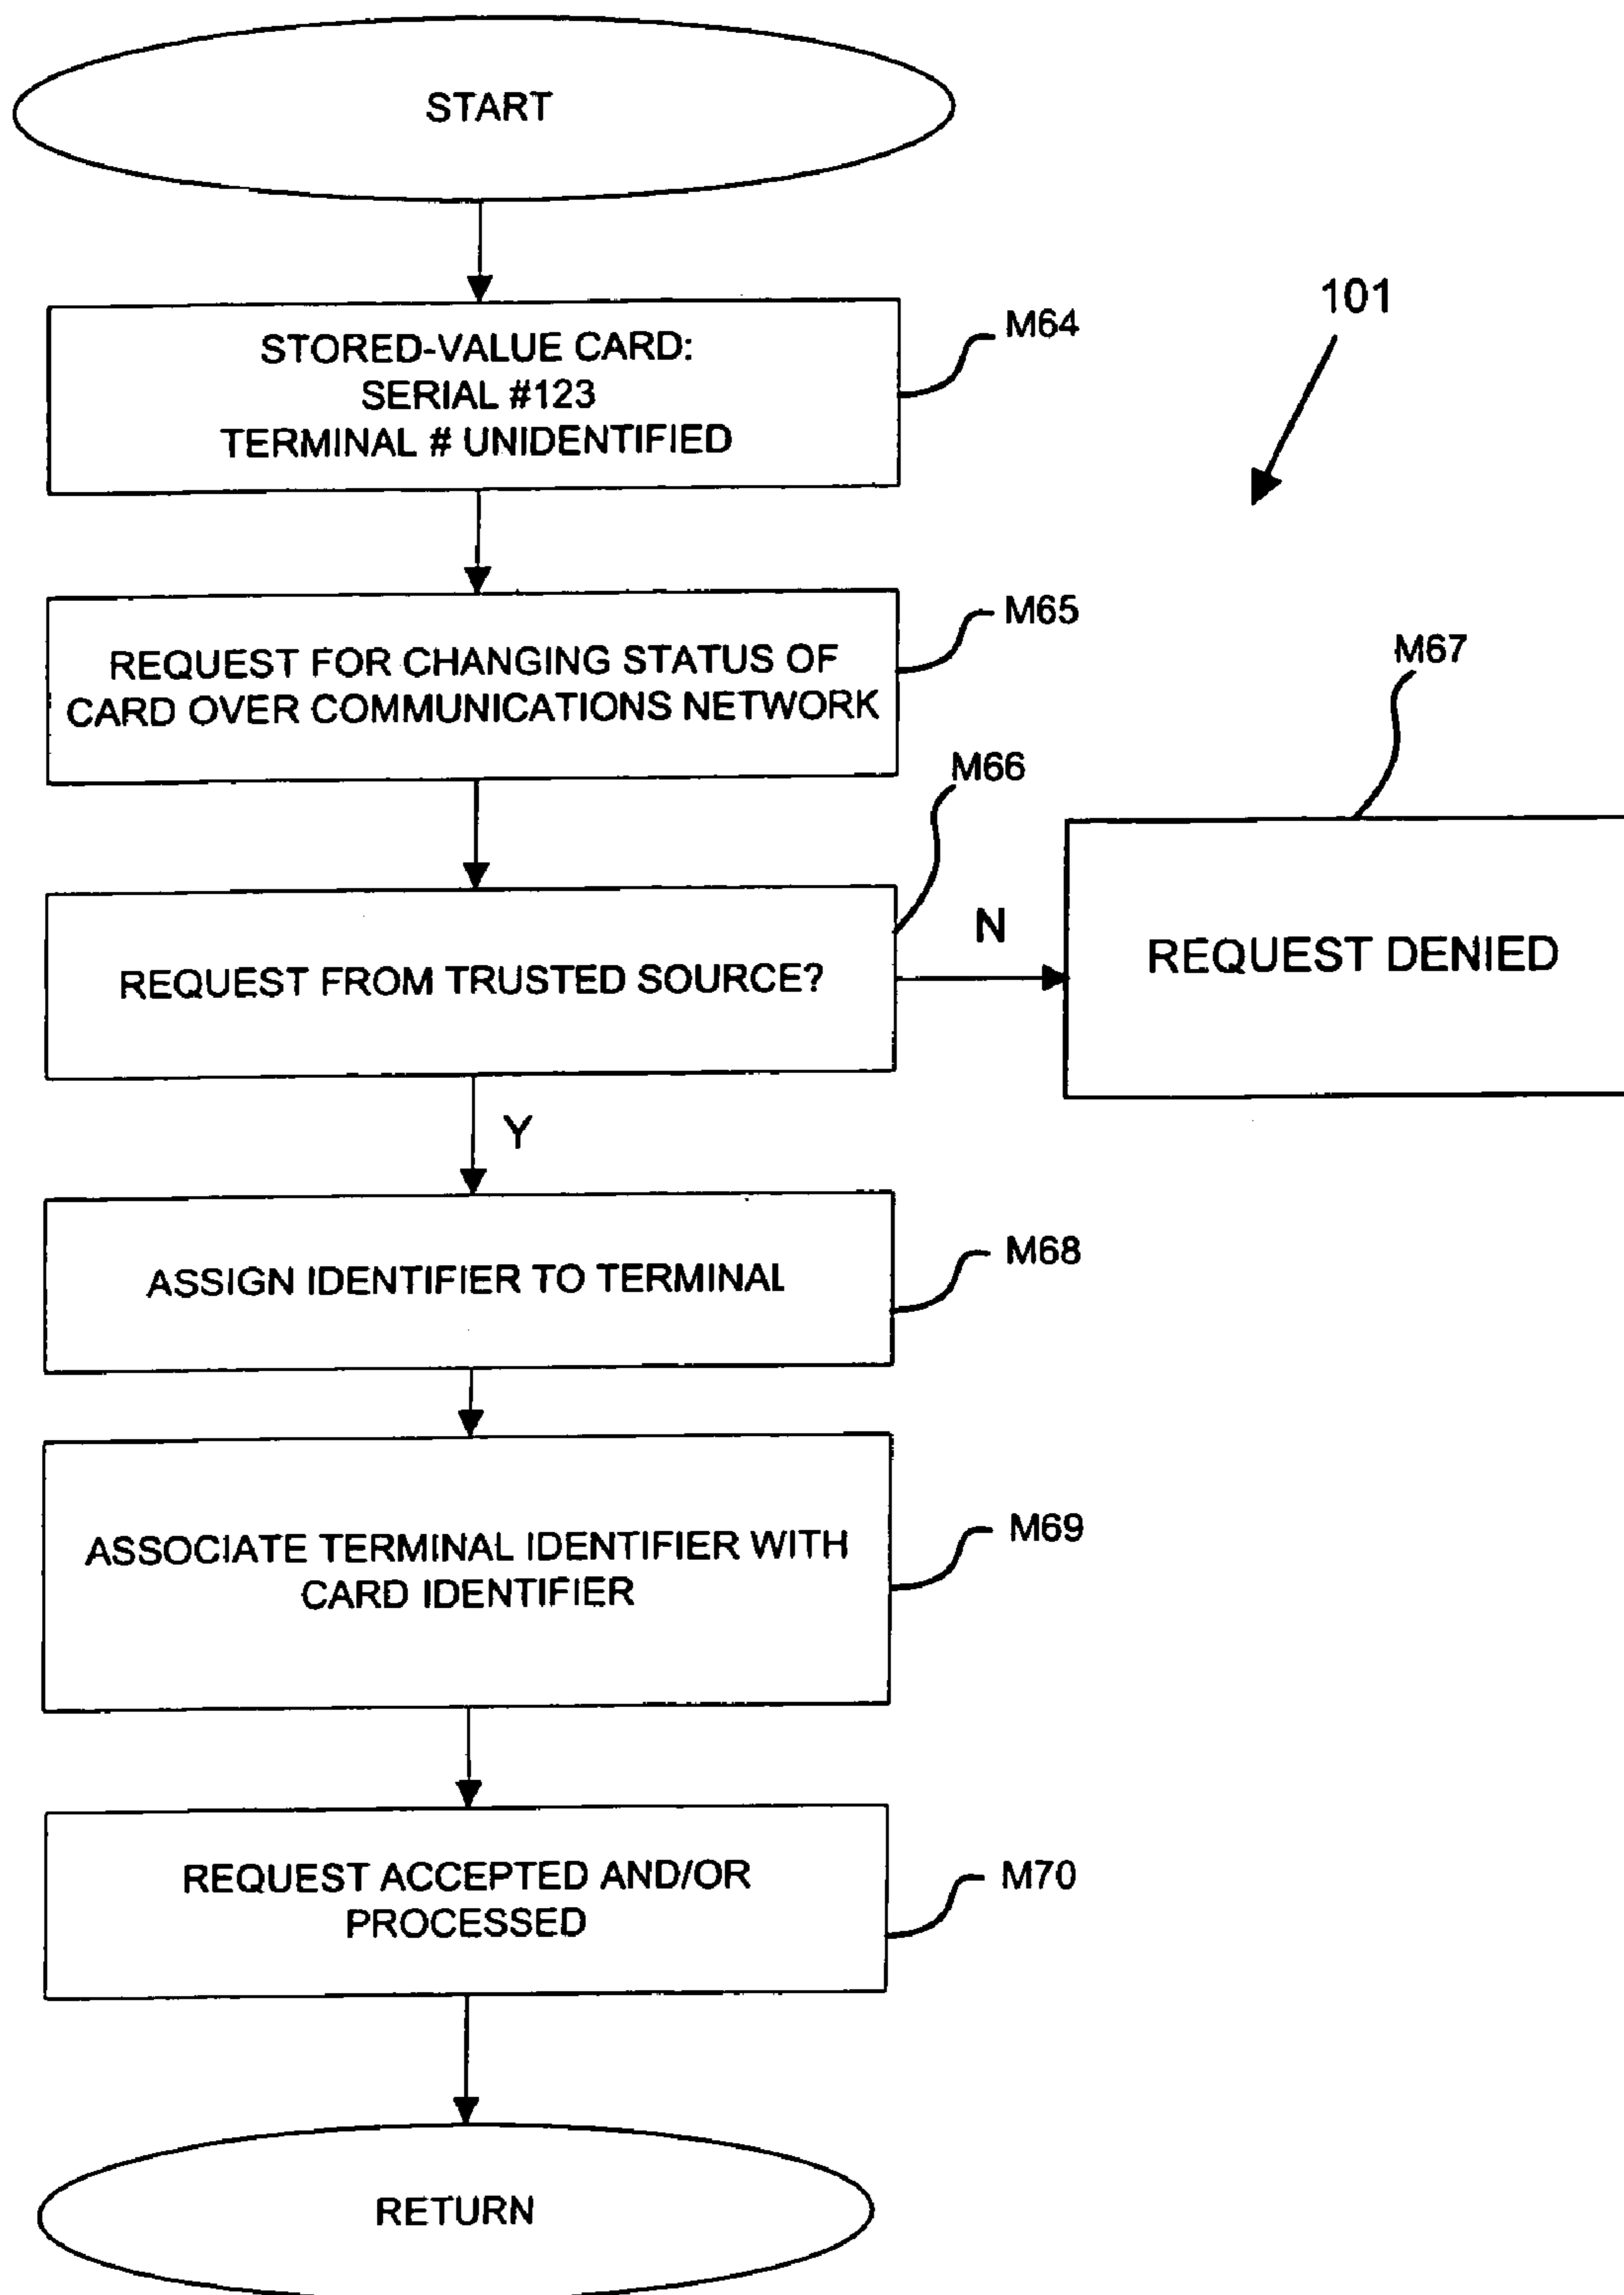 START
STORED-VALUE CARD:
SERIAL #123
TERMINAL # UNIDENTIFIED
M64
101
REQUEST FOR CHANGING STATUS OF
CARD OVER COMMUNICATIONS NETWORK
M65
M67
M66
REQUEST FROM TRUSTED SOURCE?
N
REQUEST DENIED
Y
ASSIGN IDENTIFIER TO TERMINAL
M68
ASSOCIATE TERMINAL IDENTIFIER WITH
CARD IDENTIFIER
M69
REQUEST ACCEPTED AND/OR
PROCESSED
M70
RETURN